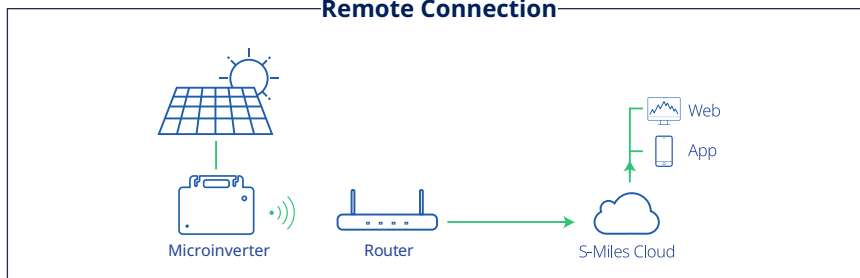 Remote Connection
Web
App
Microinverter
Router
S-Miles Cloud